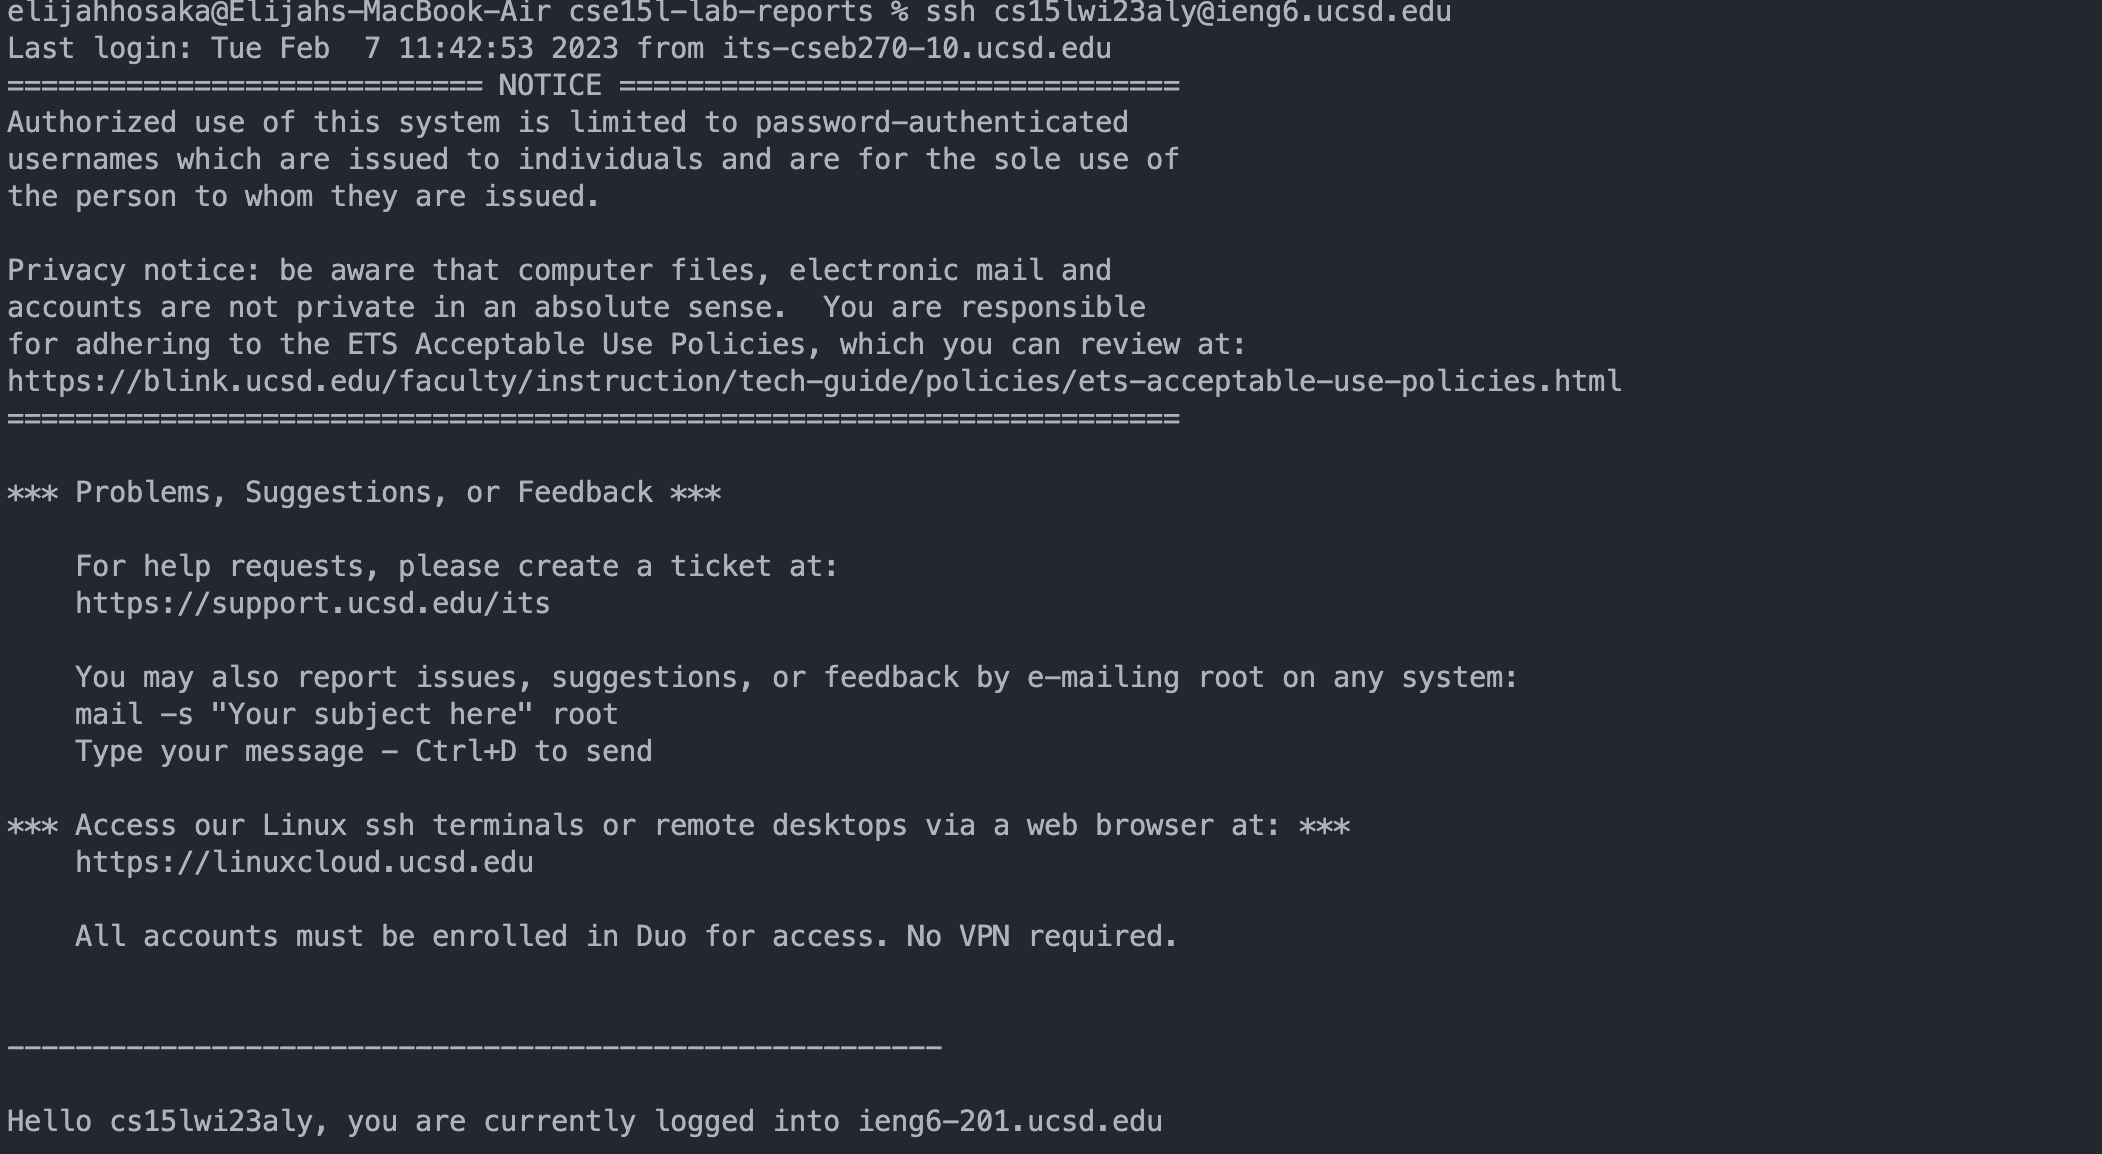 elijahhosaka@Elijahs-MacBook-Air cse15l-lab-reports % ssh cs15lwi23aly@ieng6.ucsd.edu
Last login: Tue Feb  7 11:42:53 2023 from its-cseb270-10.ucsd.edu
============================ NOTICE =================================
Authorized use of this system is limited to password-authenticated
usernames which are issued to individuals and are for the sole use of
the person to whom they are issued.

Privacy notice: be aware that computer files, electronic mail and
accounts are not private in an absolute sense.  You are responsible
for adhering to the ETS Acceptable Use Policies, which you can review at:
https://blink.ucsd.edu/faculty/instruction/tech-guide/policies/ets-acceptable-use-policies.html
=====================================================================

*** Problems, Suggestions, or Feedback ***

    For help requests, please create a ticket at:
    https://support.ucsd.edu/its

    You may also report issues, suggestions, or feedback by e-mailing root on any system:
    mail -s "Your subject here" root
    Type your message - Ctrl+D to send

*** Access our Linux ssh terminals or remote desktops via a web browser at: ***
    https://linuxcloud.ucsd.edu

    All accounts must be enrolled in Duo for access. No VPN required.

-------------------------------------------------------

Hello cs15lwi23aly, you are currently logged into ieng6-201.ucsd.edu